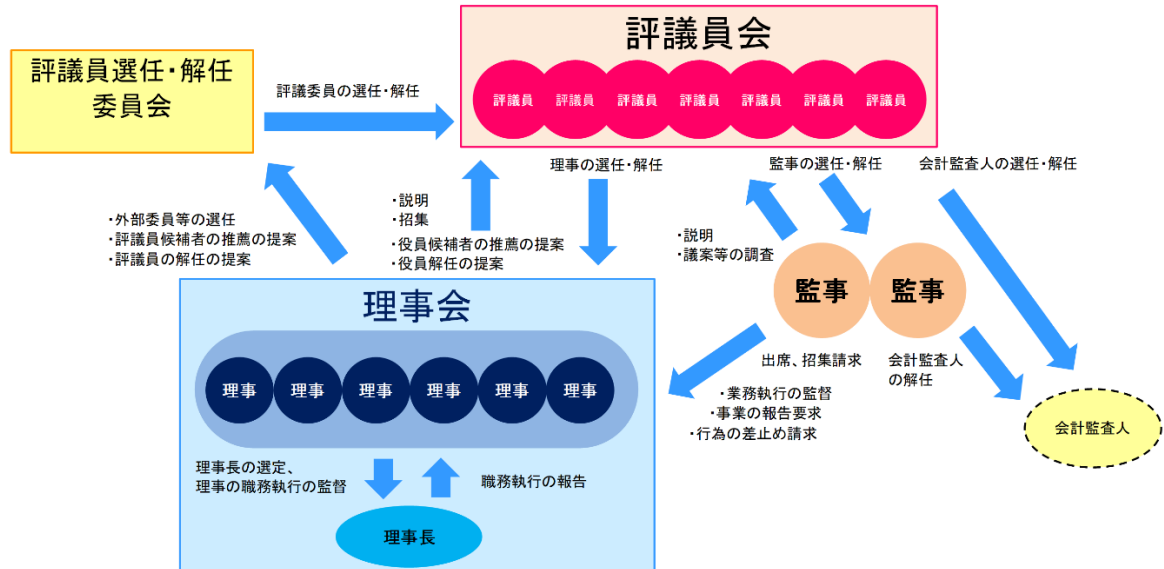 評議員選任・解任
委員会
評議委員の選任・解任
評議員会
評議員 評議員 評議員 評議員 評議員 評議員 評議員
理事の選任・解任
監事の選任・解任
会計監査人の選任・解任
・外部委員等の選任
・評議員候補者の推薦の提案
・評議員の解任の提案
・説明
・招集
・役員候補者の推薦の提案
・役員解任の提案
・説明
・議案等の調査
監事 監事
理事会
理事 理事 理事 理事 理事 理事
出席、招集請求
・業務執行の監督
・事業の報告要求
・行為の差止め請求
会計監査人
の解任
会計監査人
理事長の選定、
理事の職務執行の監督
職務執行の報告
理事長